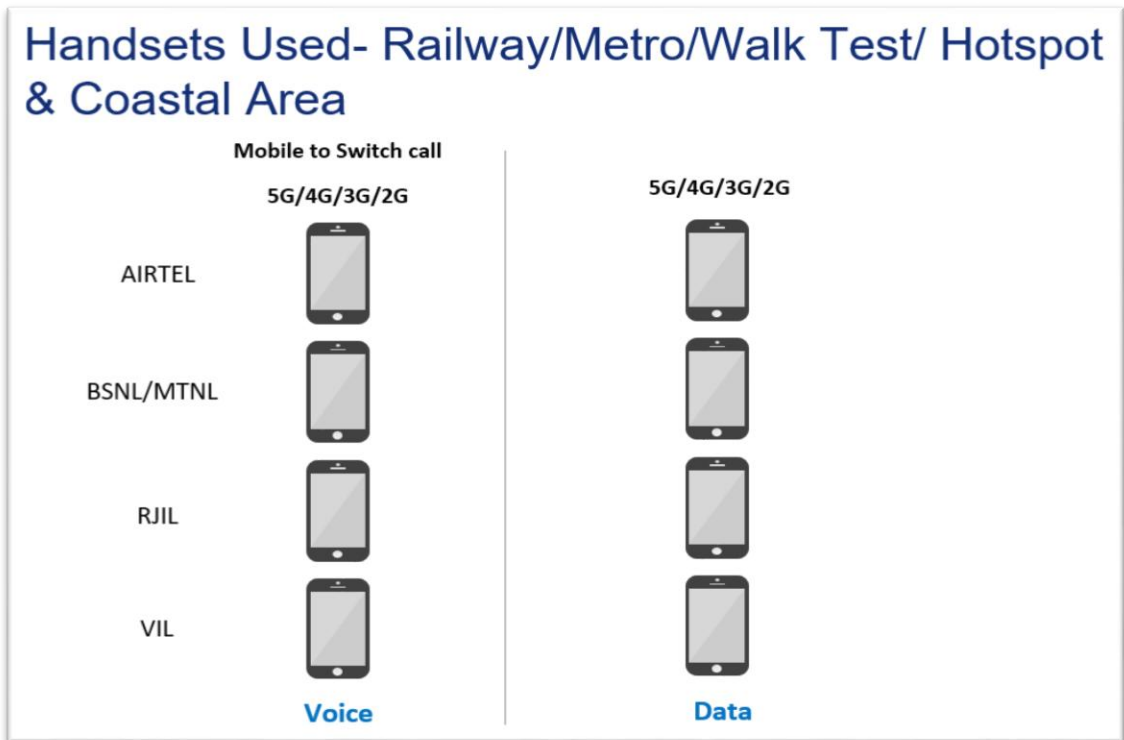 Handsets Used- Railway/Metro/Walk Test/ Hotspot
& Coastal Area
Mobile to Switch call
5G/4G/3G/2G
5G/4G/3G/2G
AIRTEL
BSNL/MTNL
RJIL
VIL
Voice
Data